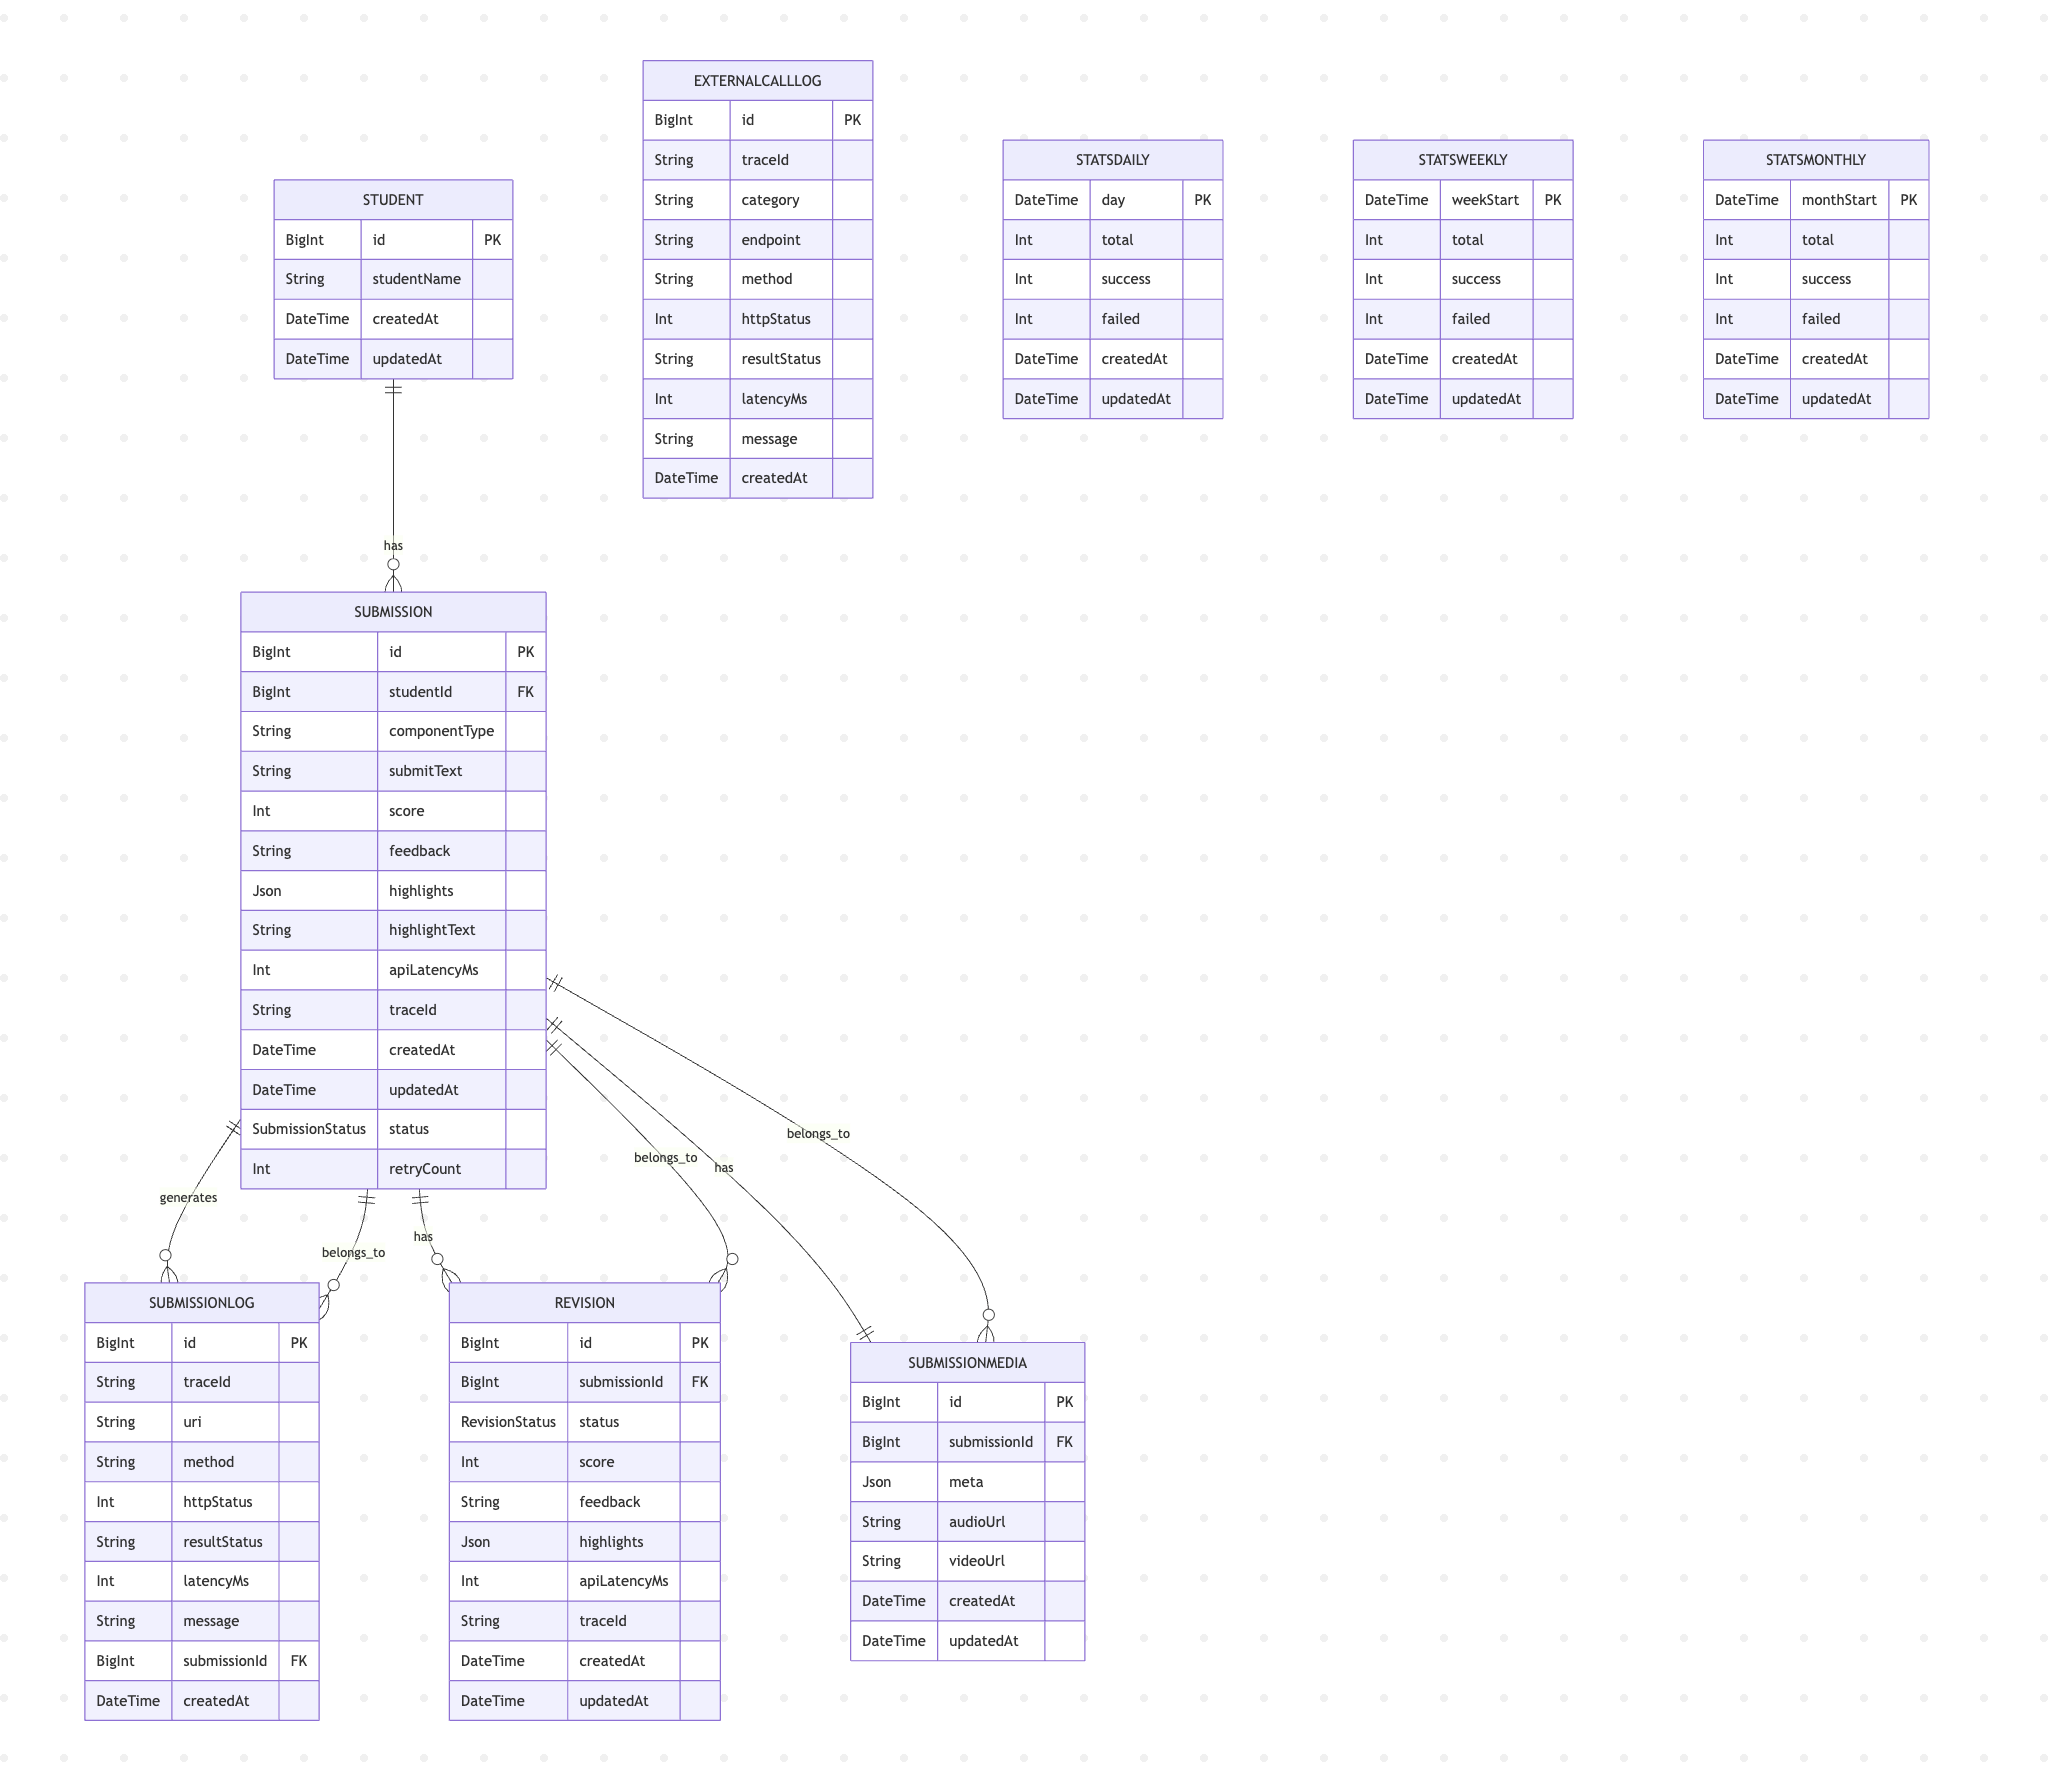 EXTERNALCALLLOG
BigInt id PK
String traceId
String category
String endpoint
String method
Int httpStatus
String resultStatus
Int latencyMs
String message
DateTime createdAt
STATSDAILY
DateTime day PK
Int total
Int success
Int failed
DateTime createdAt
DateTime updatedAt
STATSWEEKLY
DateTime weekStart PK
Int total
Int success
Int failed
DateTime createdAt
DateTime updatedAt
STATSMONTHLY
DateTime monthStart PK
Int total
Int success
Int failed
DateTime createdAt
DateTime updatedAt
STUDENT
BigInt id PK
String studentName
DateTime createdAt
DateTime updatedAt
has
SUBMISSION
BigInt id PK
BigInt studentId FK
String componentType
String submitText
Int score
String feedback
Json highlights
String highlightText
Int apiLatencyMs
String traceId
DateTime createdAt
DateTime updatedAt
SubmissionStatus status
Int retryCount
belongs_to
belongs_to
has
generates
has
belongs_to
SUBMISSIONLOG
BigInt id PK
String traceId
String uri
String method
Int httpStatus
String resultStatus
Int latencyMs
String message
BigInt submissionId FK
DateTime createdAt
REVISION
BigInt id PK
BigInt submissionId FK
RevisionStatus status
Int score
String feedback
Json highlights
Int apiLatencyMs
String traceId
DateTime createdAt
DateTime updatedAt
SUBMISSIONMEDIA
BigInt id PK
BigInt submissionId FK
Json meta
String audioUrl
String videoUrl
DateTime createdAt
DateTime updatedAt